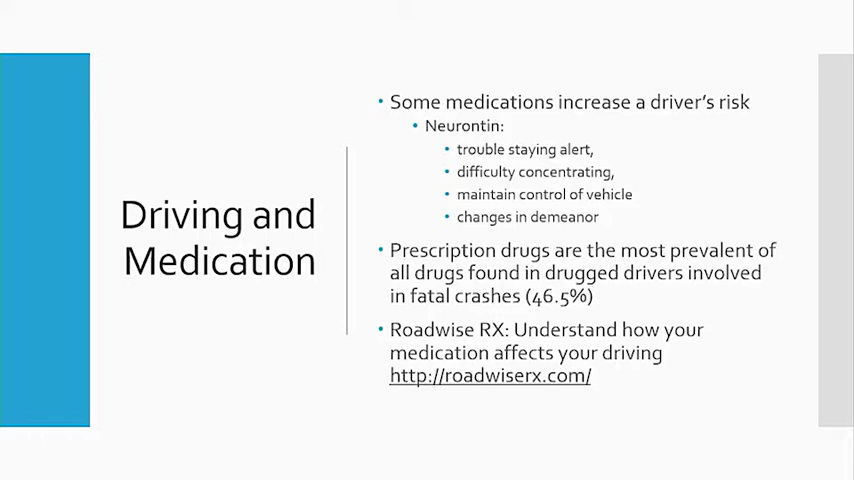 Driving and
Medication
• Some medications increase a driver's risk
• Neurontin:
• trouble staying alert,
• difficulty concentrating,
• maintain control of vehicle
• changes in demeanor
• Prescription drugs are the most prevalent of
all drugs found in drugged drivers involved
in fatal crashes (46.5%)
• Roadwise RX: Understand how your
medication affects your driving
http://roadwiserx.com/